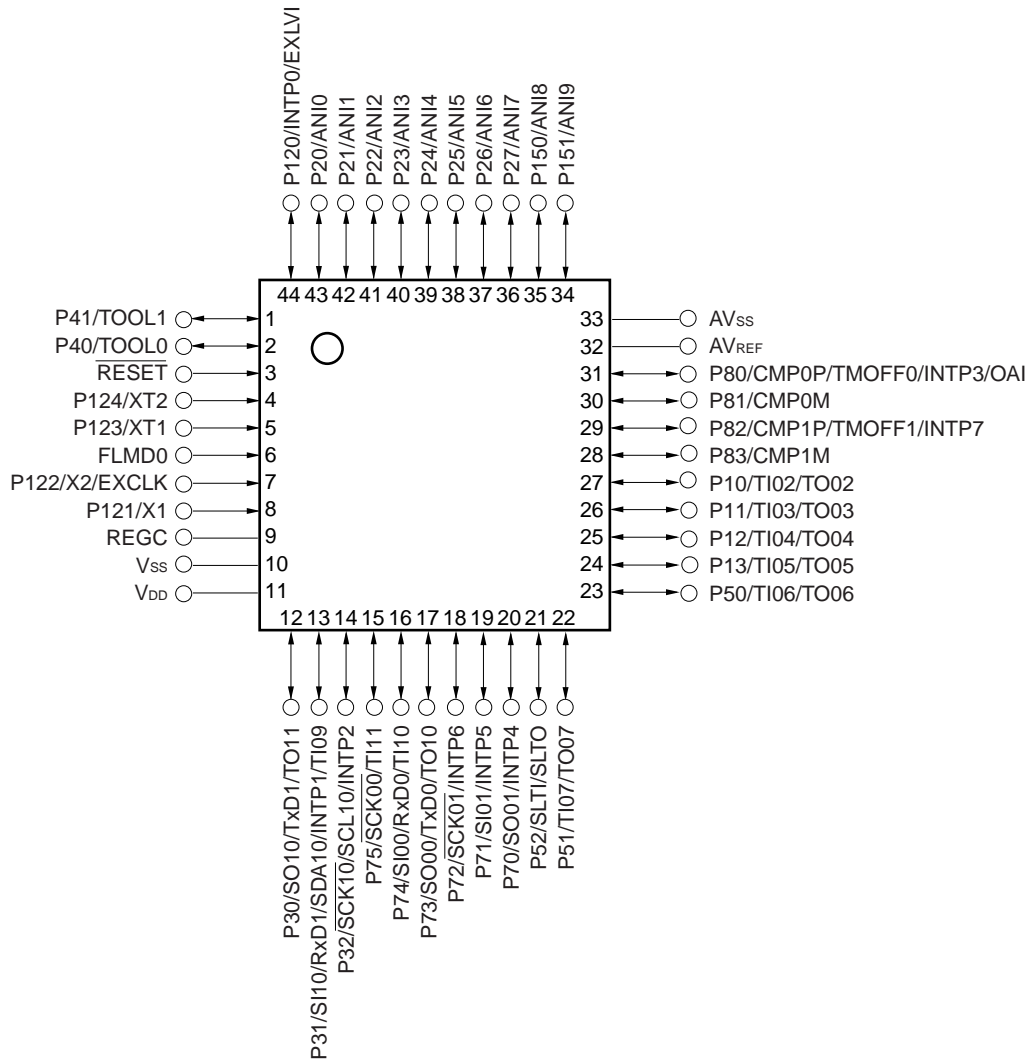 P120/INTP0/EXLVI
P20/ANI0
P21/ANI1
P22/ANI2
P23/ANI3
P24/ANI4
P25/ANI5
P26/ANI6
P27/ANI7
P150/ANI8
P151/ANI9
44 43 42 41 40 39 38 37 36 35 34
P41/TOOL1 1
P40/TOOL0 2
RESET 3
P124/XT2 4
P123/XT1 5
FLMD0 6
P122/X2/EXCLK 7
P121/X1 8
REGC 9
VSS 10
VDD 11
33 AVSS
32 AVREF
31 P80/CMP0P/TMOFF0/INTP3/OAI
30 P81/CMP0M
29 P82/CMP1P/TMOFF1/INTP7
28 P83/CMP1M
27 P10/TI02/TO02
26 P11/TI03/TO03
25 P12/TI04/TO04
24 P13/TI05/TO05
23 P50/TI06/TO06
12 13 14 15 16 17 18 19 20 21 22
P30/SO10/TxD1/TO11
P31/SI10/RxD1/SDA10/INTP1/TI09
P32/SCK10/SCL10/INTP2
P75/SCK00/TI11
P74/SI00/RxD0/TI10
P73/SO00/TxD0/TO10
P72/SCK01/INTP6
P71/SI01/INTP5
P70/SO01/INTP4
P52/SLTI/SLTO
P51/TI07/TO07